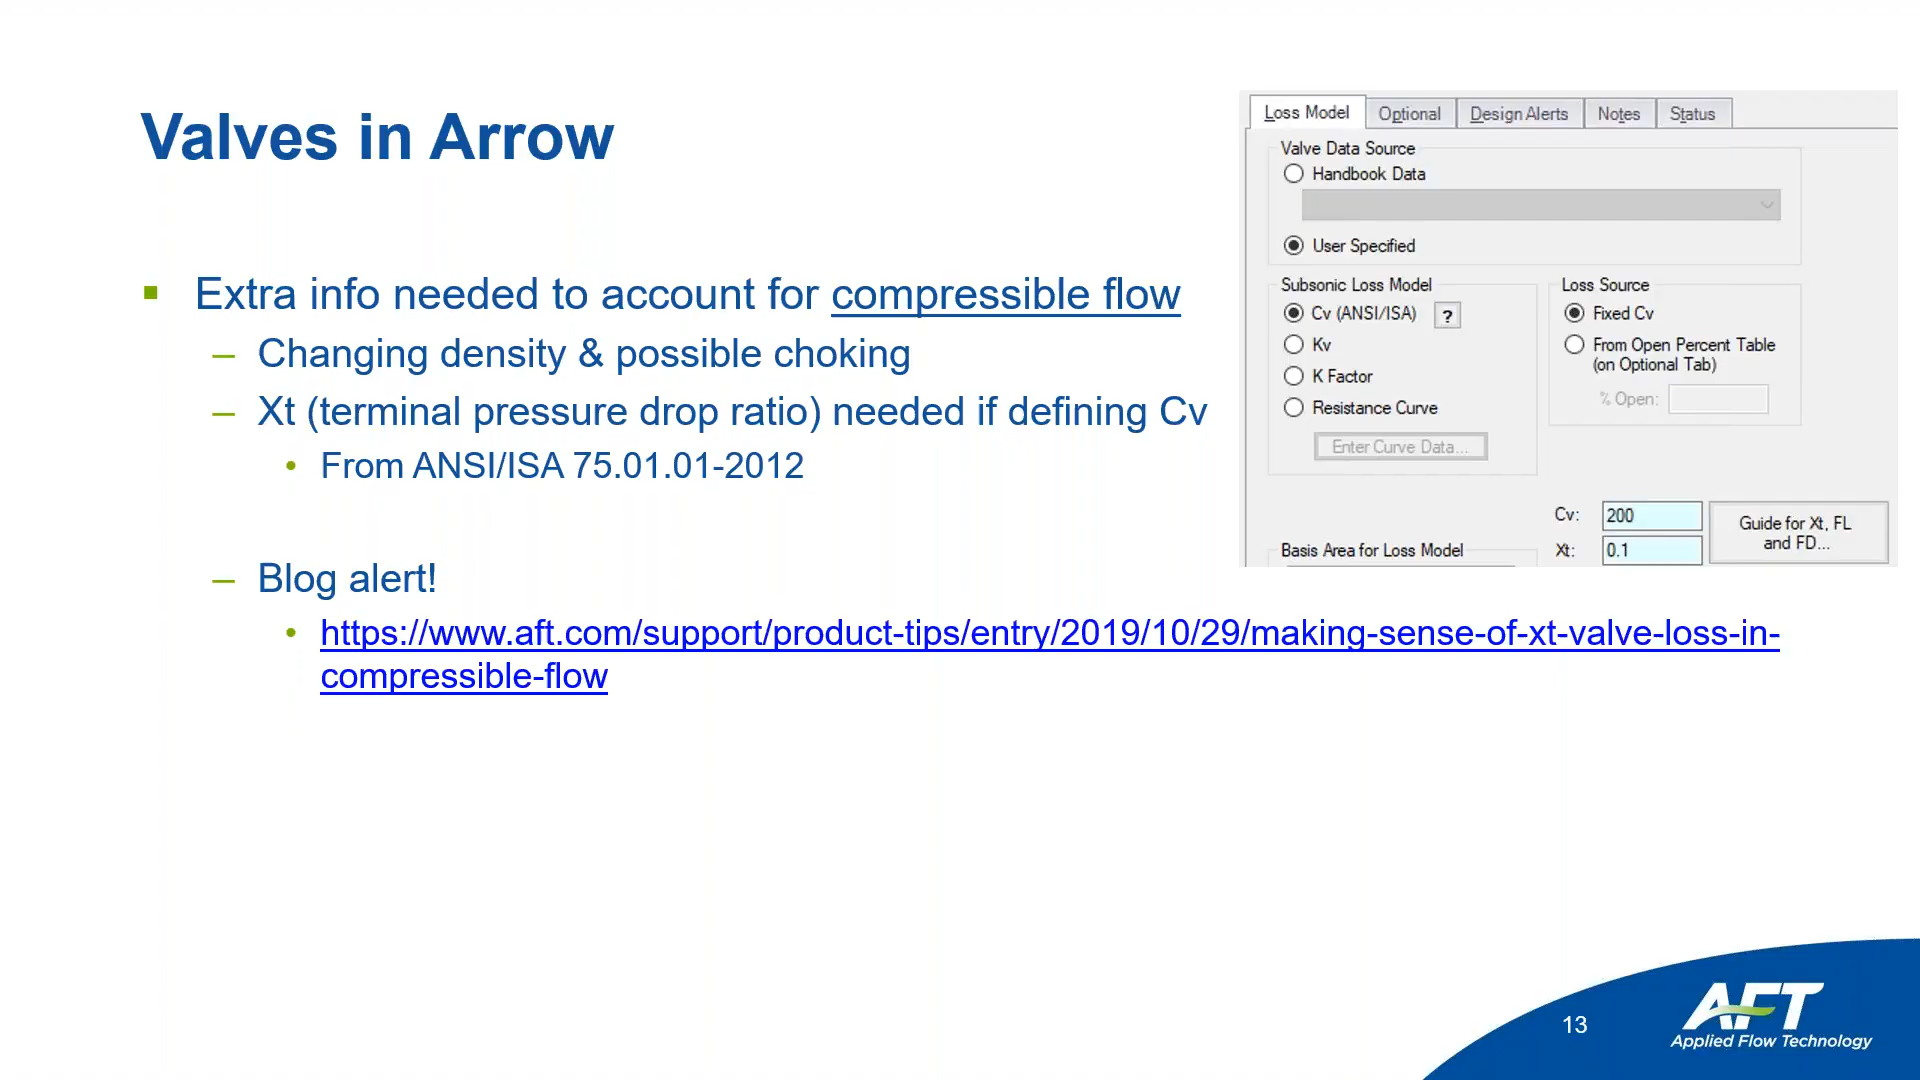 Valves in Arrow
Extra info needed to account for compressible flow
– Changing density & possible choking
– Xt (terminal pressure drop ratio) needed if defining Cv
• From ANSI/ISA 75.01.01-2012
– Blog alert!
• https://www.aft.com/support/product-tips/entry/2019/10/29/making-sense-of-xt-valve-loss-in-
compressible-flow
Loss Model Optional Design Alerts Notes Status
Valve Data Source
Handbook Data
User Specified
Subsonic Loss Model
Cv (ANSI/ISA) ?
Kv
K Factor
Resistance Curve
Enter Curve Data...
Loss Source
Fixed Cv
From Open Percent Table
(on Optional Tab)
% Open:
Cv: 200
Xt: 0.1
Guide for Xt, FL
and FD...
Basis Area for Loss Model
13
AFT
Applied Flow Technology